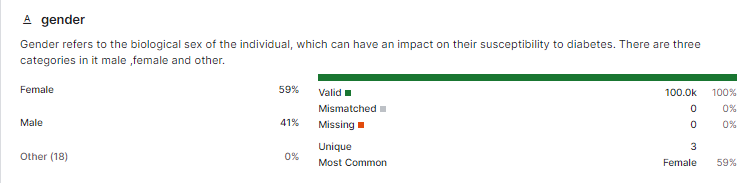 A gender
Gender refers to the biological sex of the individual, which can have an impact on their susceptibility to diabetes. There are three
categories in it male ,female and other.
Female 59%
Male 41%
Other (18) 0%
Valid 100.0k 100%
Mismatched 0 0%
Missing 0 0%
Unique 3
Most Common Female 59%